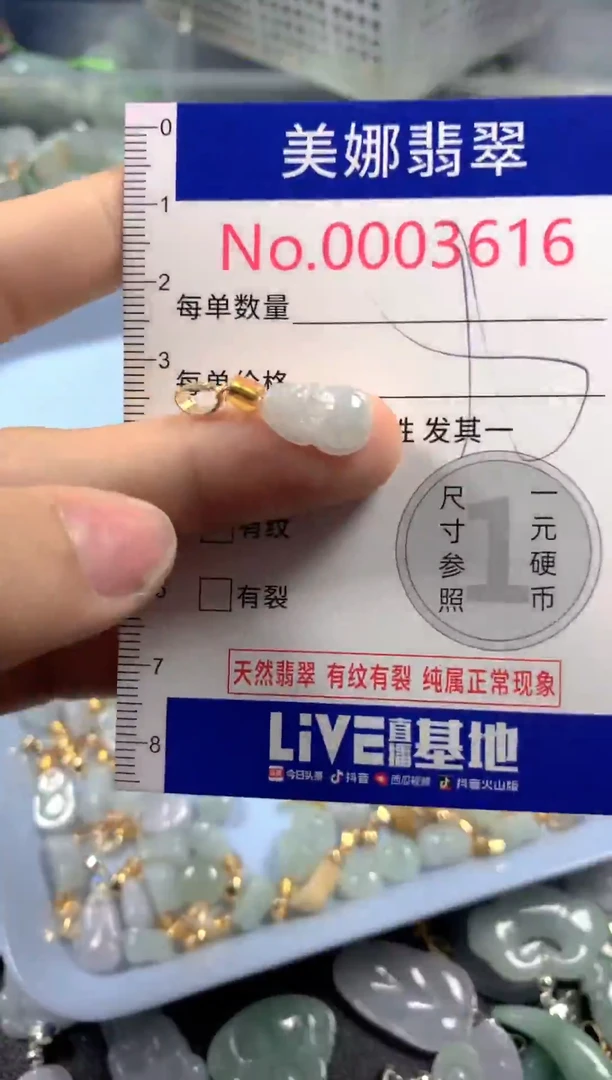 0
美娜翡翠
1
No.0003616
2
每单数量
3
每单价格
性发其一
有纹
尺寸参照
1
一元硬币
有裂
7
天然翡翠 有纹有裂 纯属正常现象
8
LiVE直播基地
今日头条 抖音 西瓜视频 抖音火山版